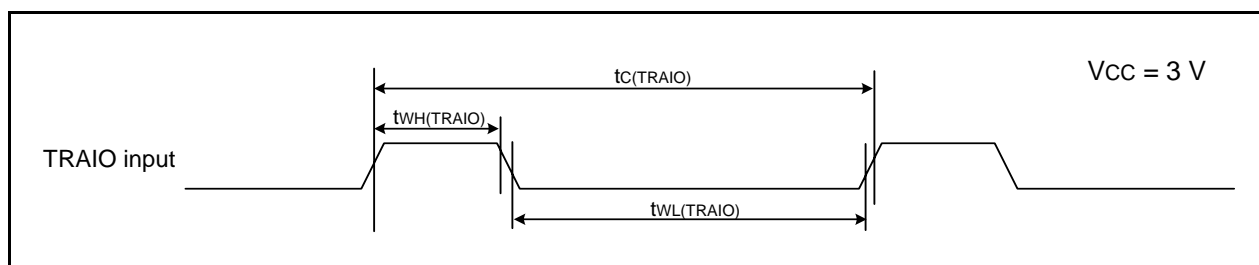 tC(TRAIO)
VCC = 3 V
tWH(TRAIO)
TRAIO input
tWL(TRAIO)